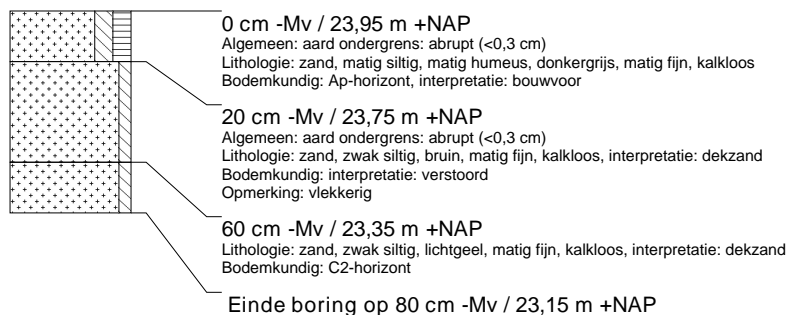 0 cm -Mv / 23,95 m +NAP
Algemeen: aard ondergrens: abrupt (<0,3 cm)
Lithologie: zand, matig siltig, matig humeus, donkergrijs, matig fijn, kalkloos
Bodemkundig: Ap-horizont, interpretatie: bouwvoor
20 cm -Mv / 23,75 m +NAP
Algemeen: aard ondergrens: abrupt (<0,3 cm)
Lithologie: zand, zwak siltig, bruin, matig fijn, kalkloos, interpretatie: dekzand
Bodemkundig: interpretatie: verstoord
Opmerking: vlekkerig
60 cm -Mv / 23,35 m +NAP
Lithologie: zand, zwak siltig, lichtgeel, matig fijn, kalkloos, interpretatie: dekzand
Bodemkundig: C2-horizont
Einde boring op 80 cm -Mv / 23,15 m +NAP